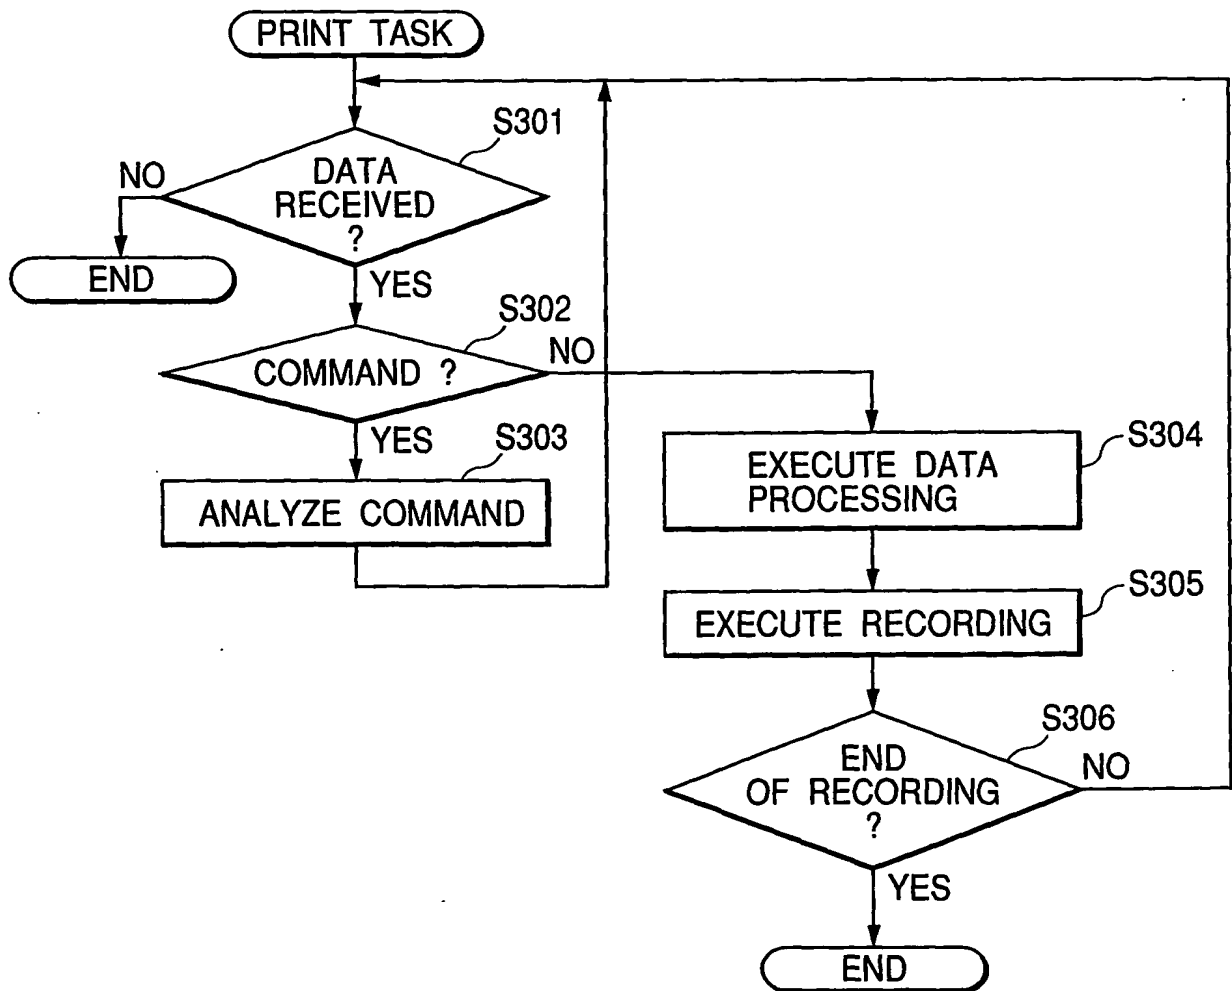 PRINT TASK
S301
NO
DATA
RECEIVED
?
END
YES
S302
COMMAND ?
NO
YES
S303
ANALYZE COMMAND
S304
EXECUTE DATA
PROCESSING
S305
EXECUTE RECORDING
S306
END
OF RECORDING
?
NO
YES
END